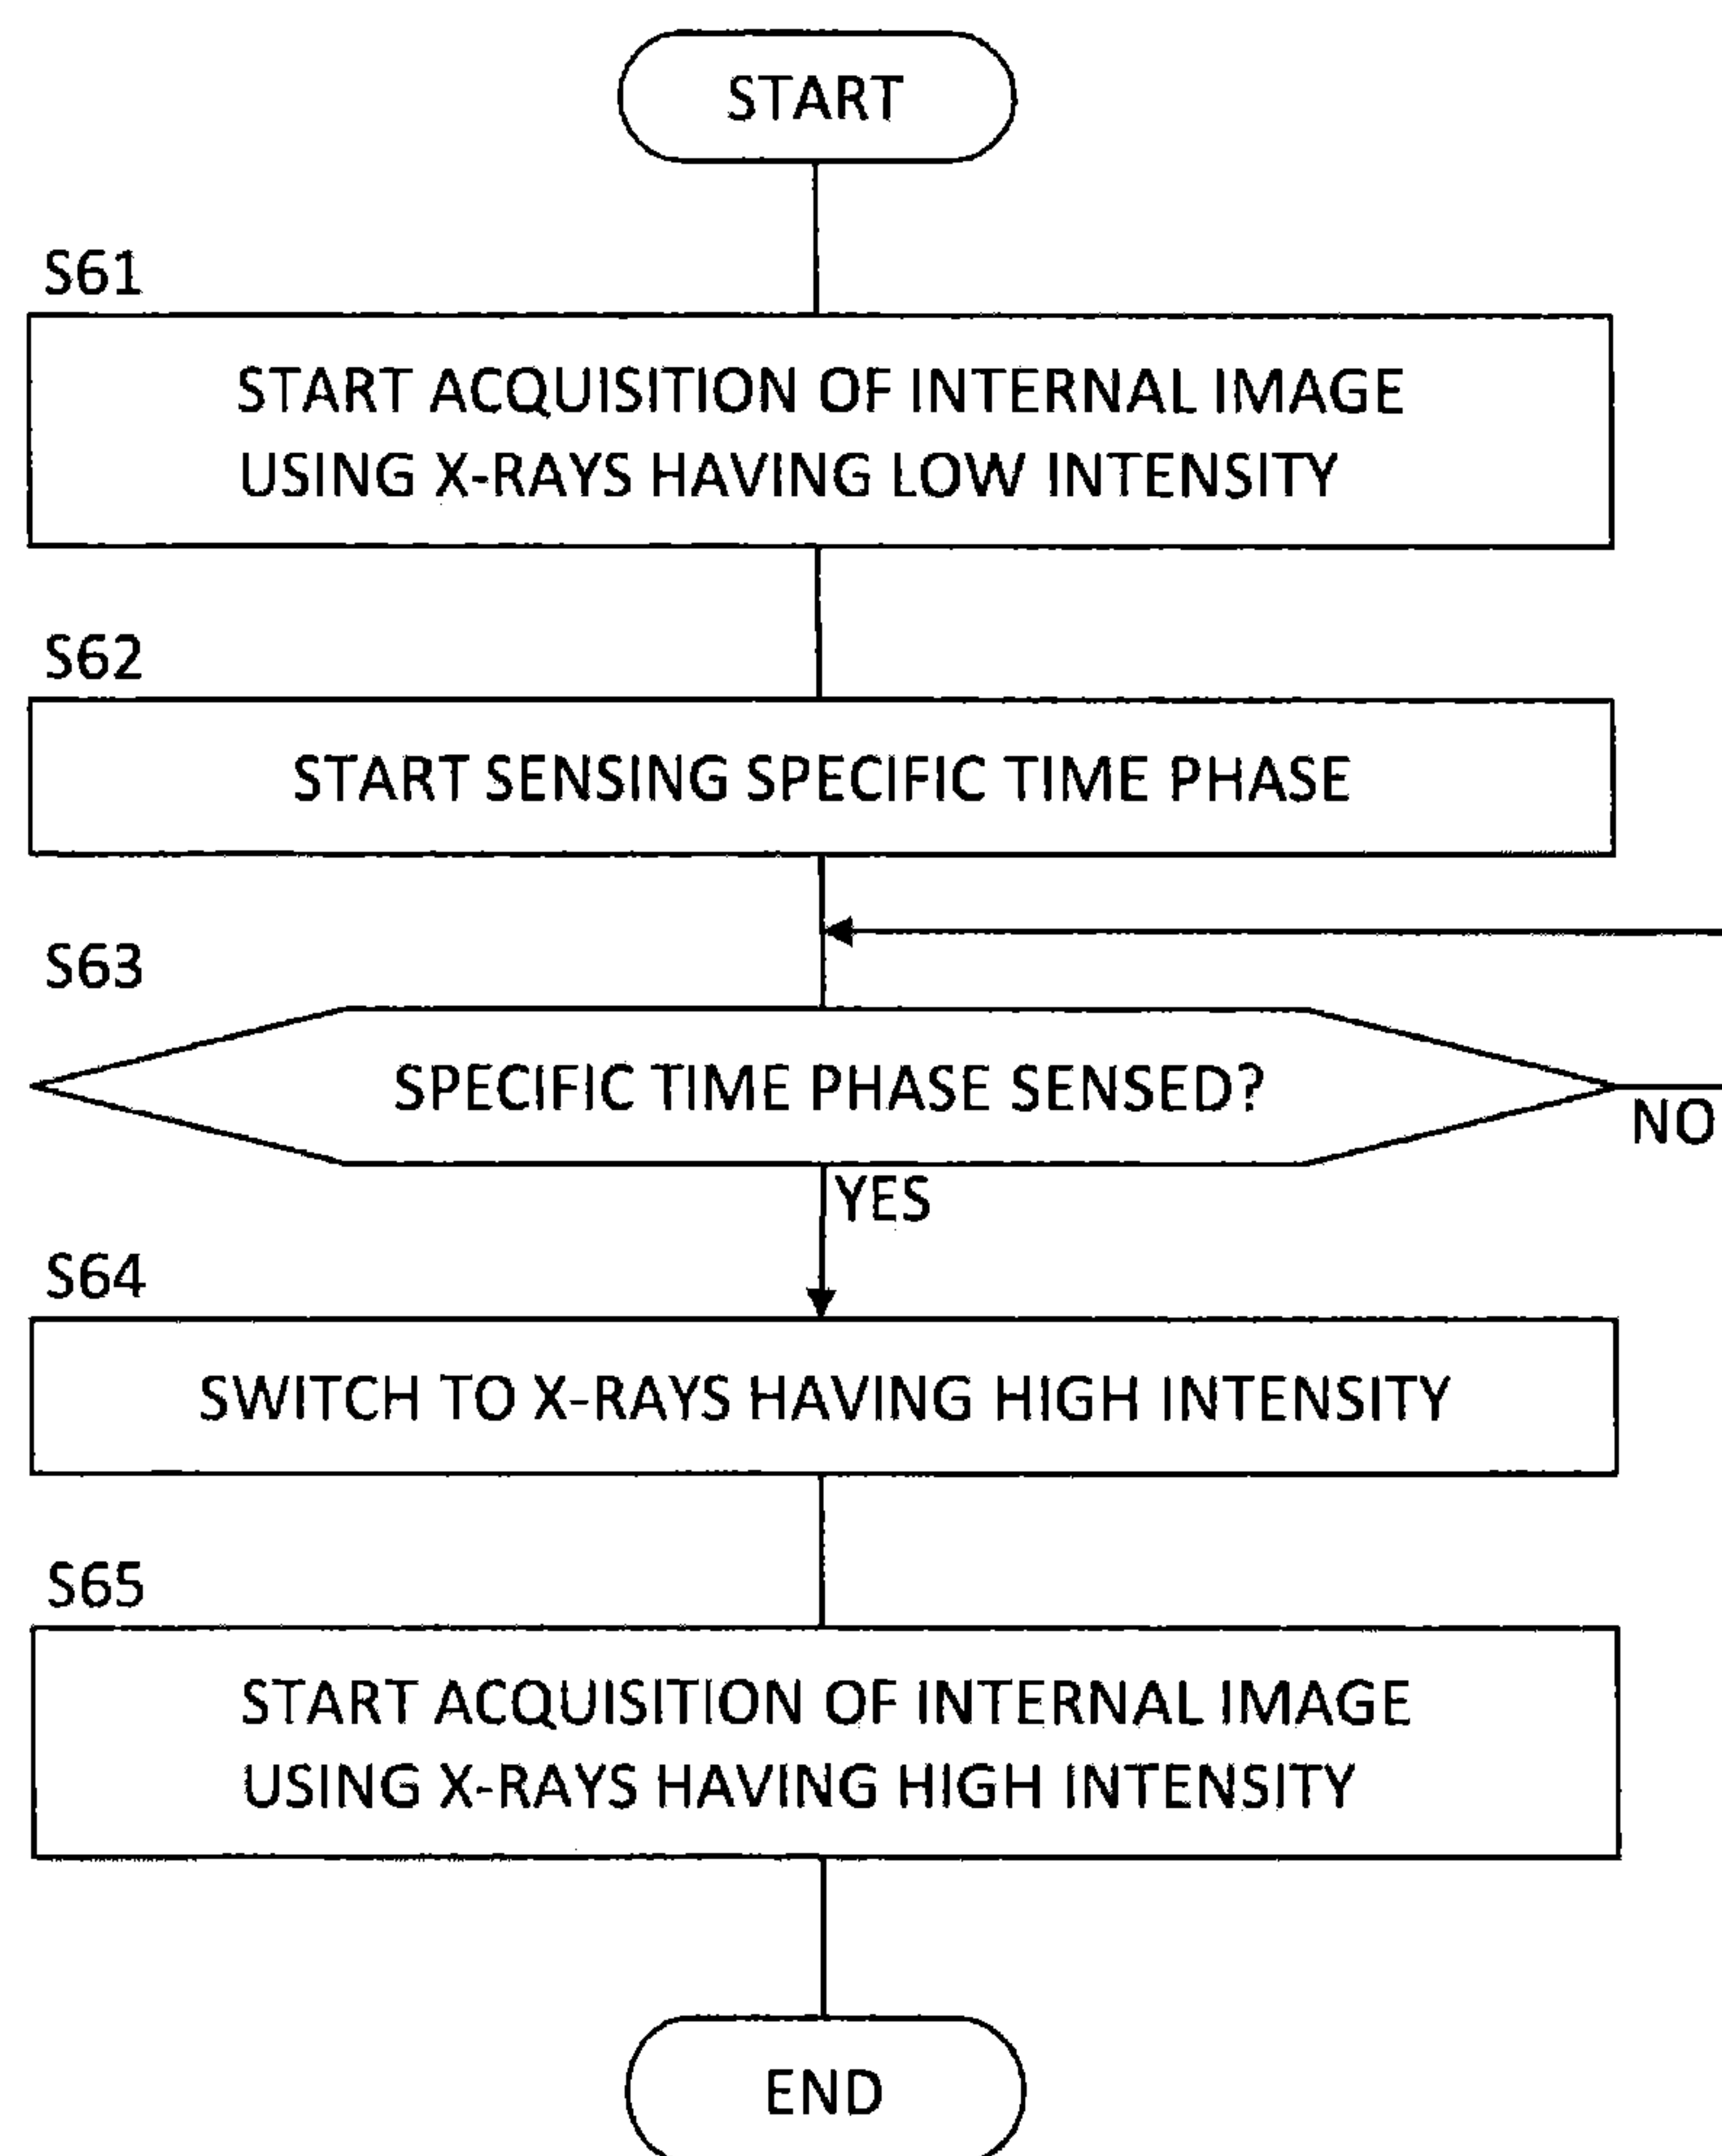 START
S61
START ACQUISITION OF INTERNAL IMAGE
USING X-RAYS HAVING LOW INTENSITY
S62
START SENSING SPECIFIC TIME PHASE
S63
SPECIFIC TIME PHASE SENSED?
NO
YES
S64
SWITCH TO X-RAYS HAVING HIGH INTENSITY
S65
START ACQUISITION OF INTERNAL IMAGE
USING X-RAYS HAVING HIGH INTENSITY
END